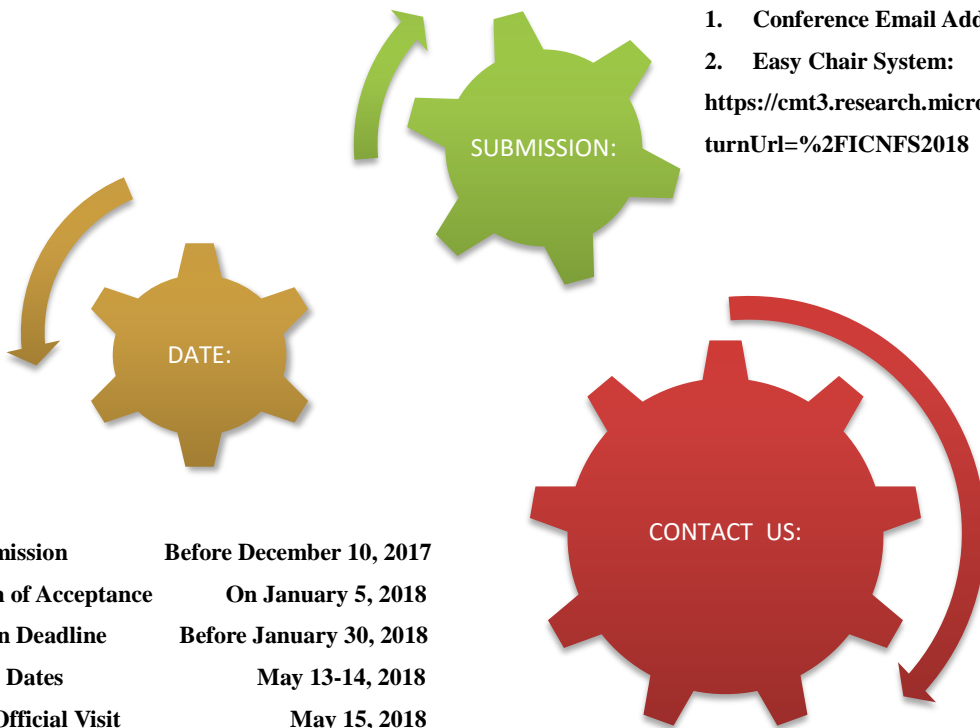 1. Conference Email Add
2. Easy Chair System:
https://cmt3.research.micro
turnUrl=%2FICNFS2018
SUBMISSION:
DATE:
CONTACT US:
mission Before December 10, 2017
n of Acceptance On January 5, 2018
n Deadline Before January 30, 2018
Dates May 13-14, 2018
Official Visit May 15, 2018